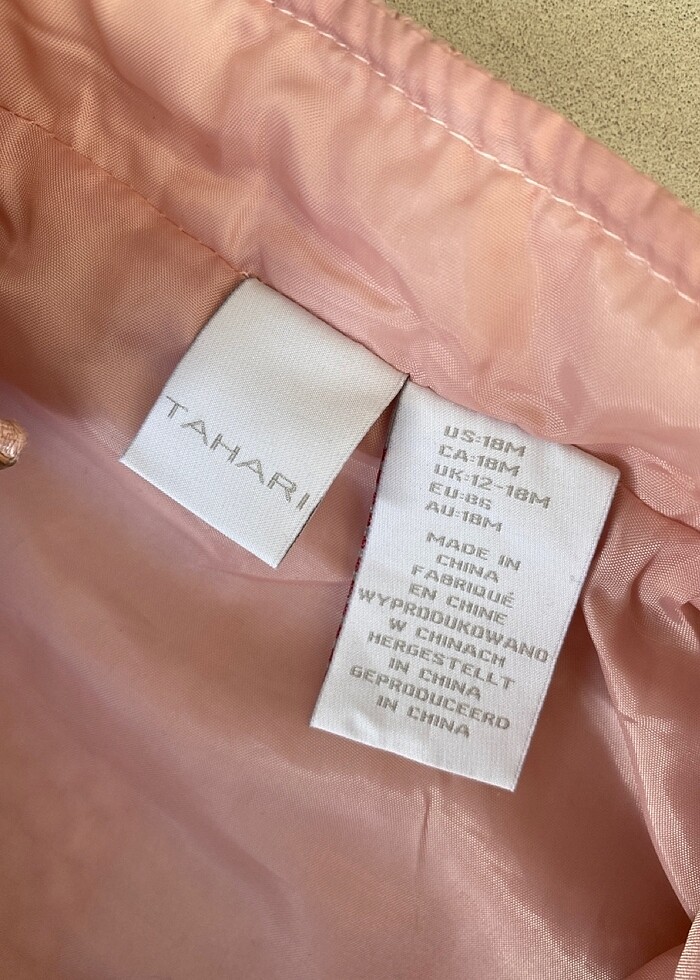 TAHARI
US:18M
CA:18M
UK:12-18M
EU:86
AU:18M
MADE IN
CHINA
FABRIQUÉ
EN CHINE
WYPRODUKOWANO
W CHINACH
HERGESTELLT
IN CHINA
GEPRODUCEERD
IN CHINA